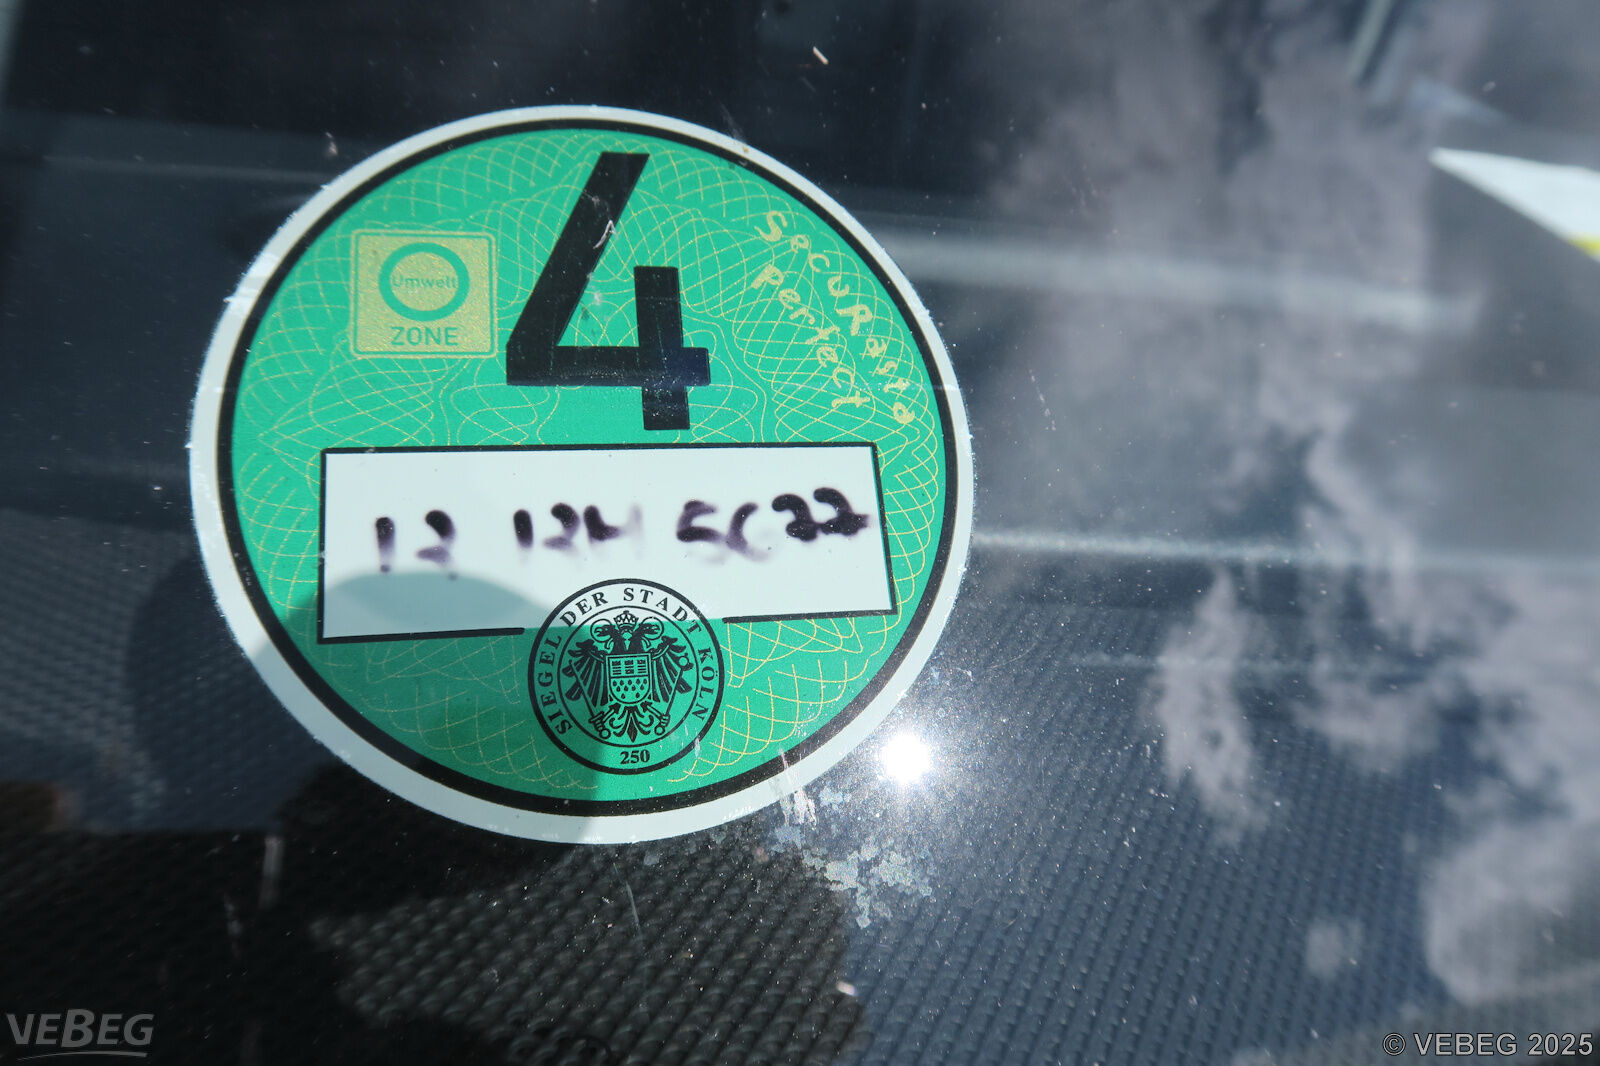 4
Umwelt
ZONE
SecuRasta
Perfect
SIEGEL DER STADT KÖLN
250
VEBEG
© VEBEG 2025